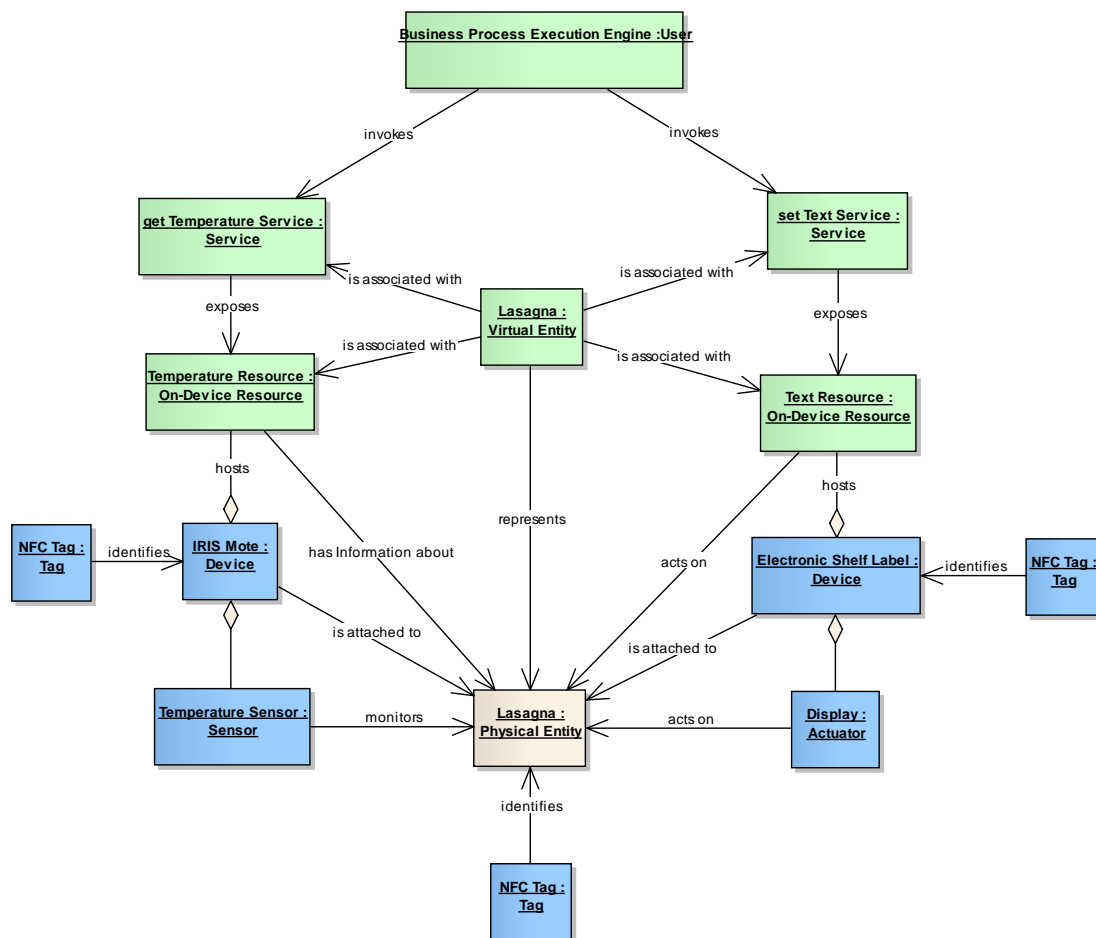 Business Process Execution Engine :User
invokes
invokes
get Temperature Service :
Service
set Text Service :
Service
is associated with
is associated with
exposes
Lasagna :
Virtual Entity
exposes
is associated with
is associated with
Temperature Resource :
On-Device Resource
Text Resource :
On-Device Resource
hosts
hosts
represents
NFC Tag :
Tag
identifies
IRIS Mote :
Device
has Information about
acts on
Electronic Shelf Label :
Device
identifies
NFC Tag :
Tag
is attached to
is attached to
Temperature Sensor :
Sensor
monitors
Lasagna :
Physical Entity
acts on
Display :
Actuator
identifies
NFC Tag :
Tag